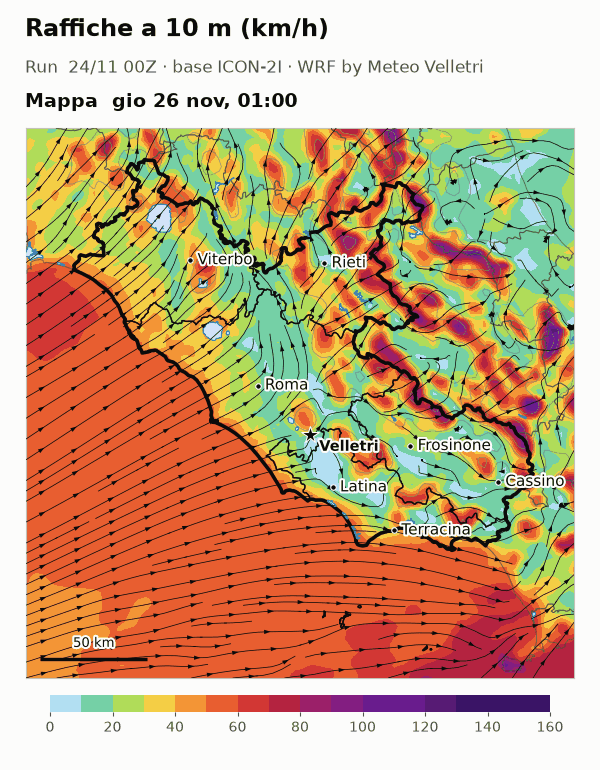 Raffiche a 10 m (km/h)
Run  24/11 00Z · base ICON-2I · WRF by Meteo Velletri
Mappa  gio 26 nov, 01:00
Viterbo
Rieti
Roma
Velletri
Frosinone
Cassino
Latina
Terracina
50 km
0 20 40 60 80 100 120 140 160